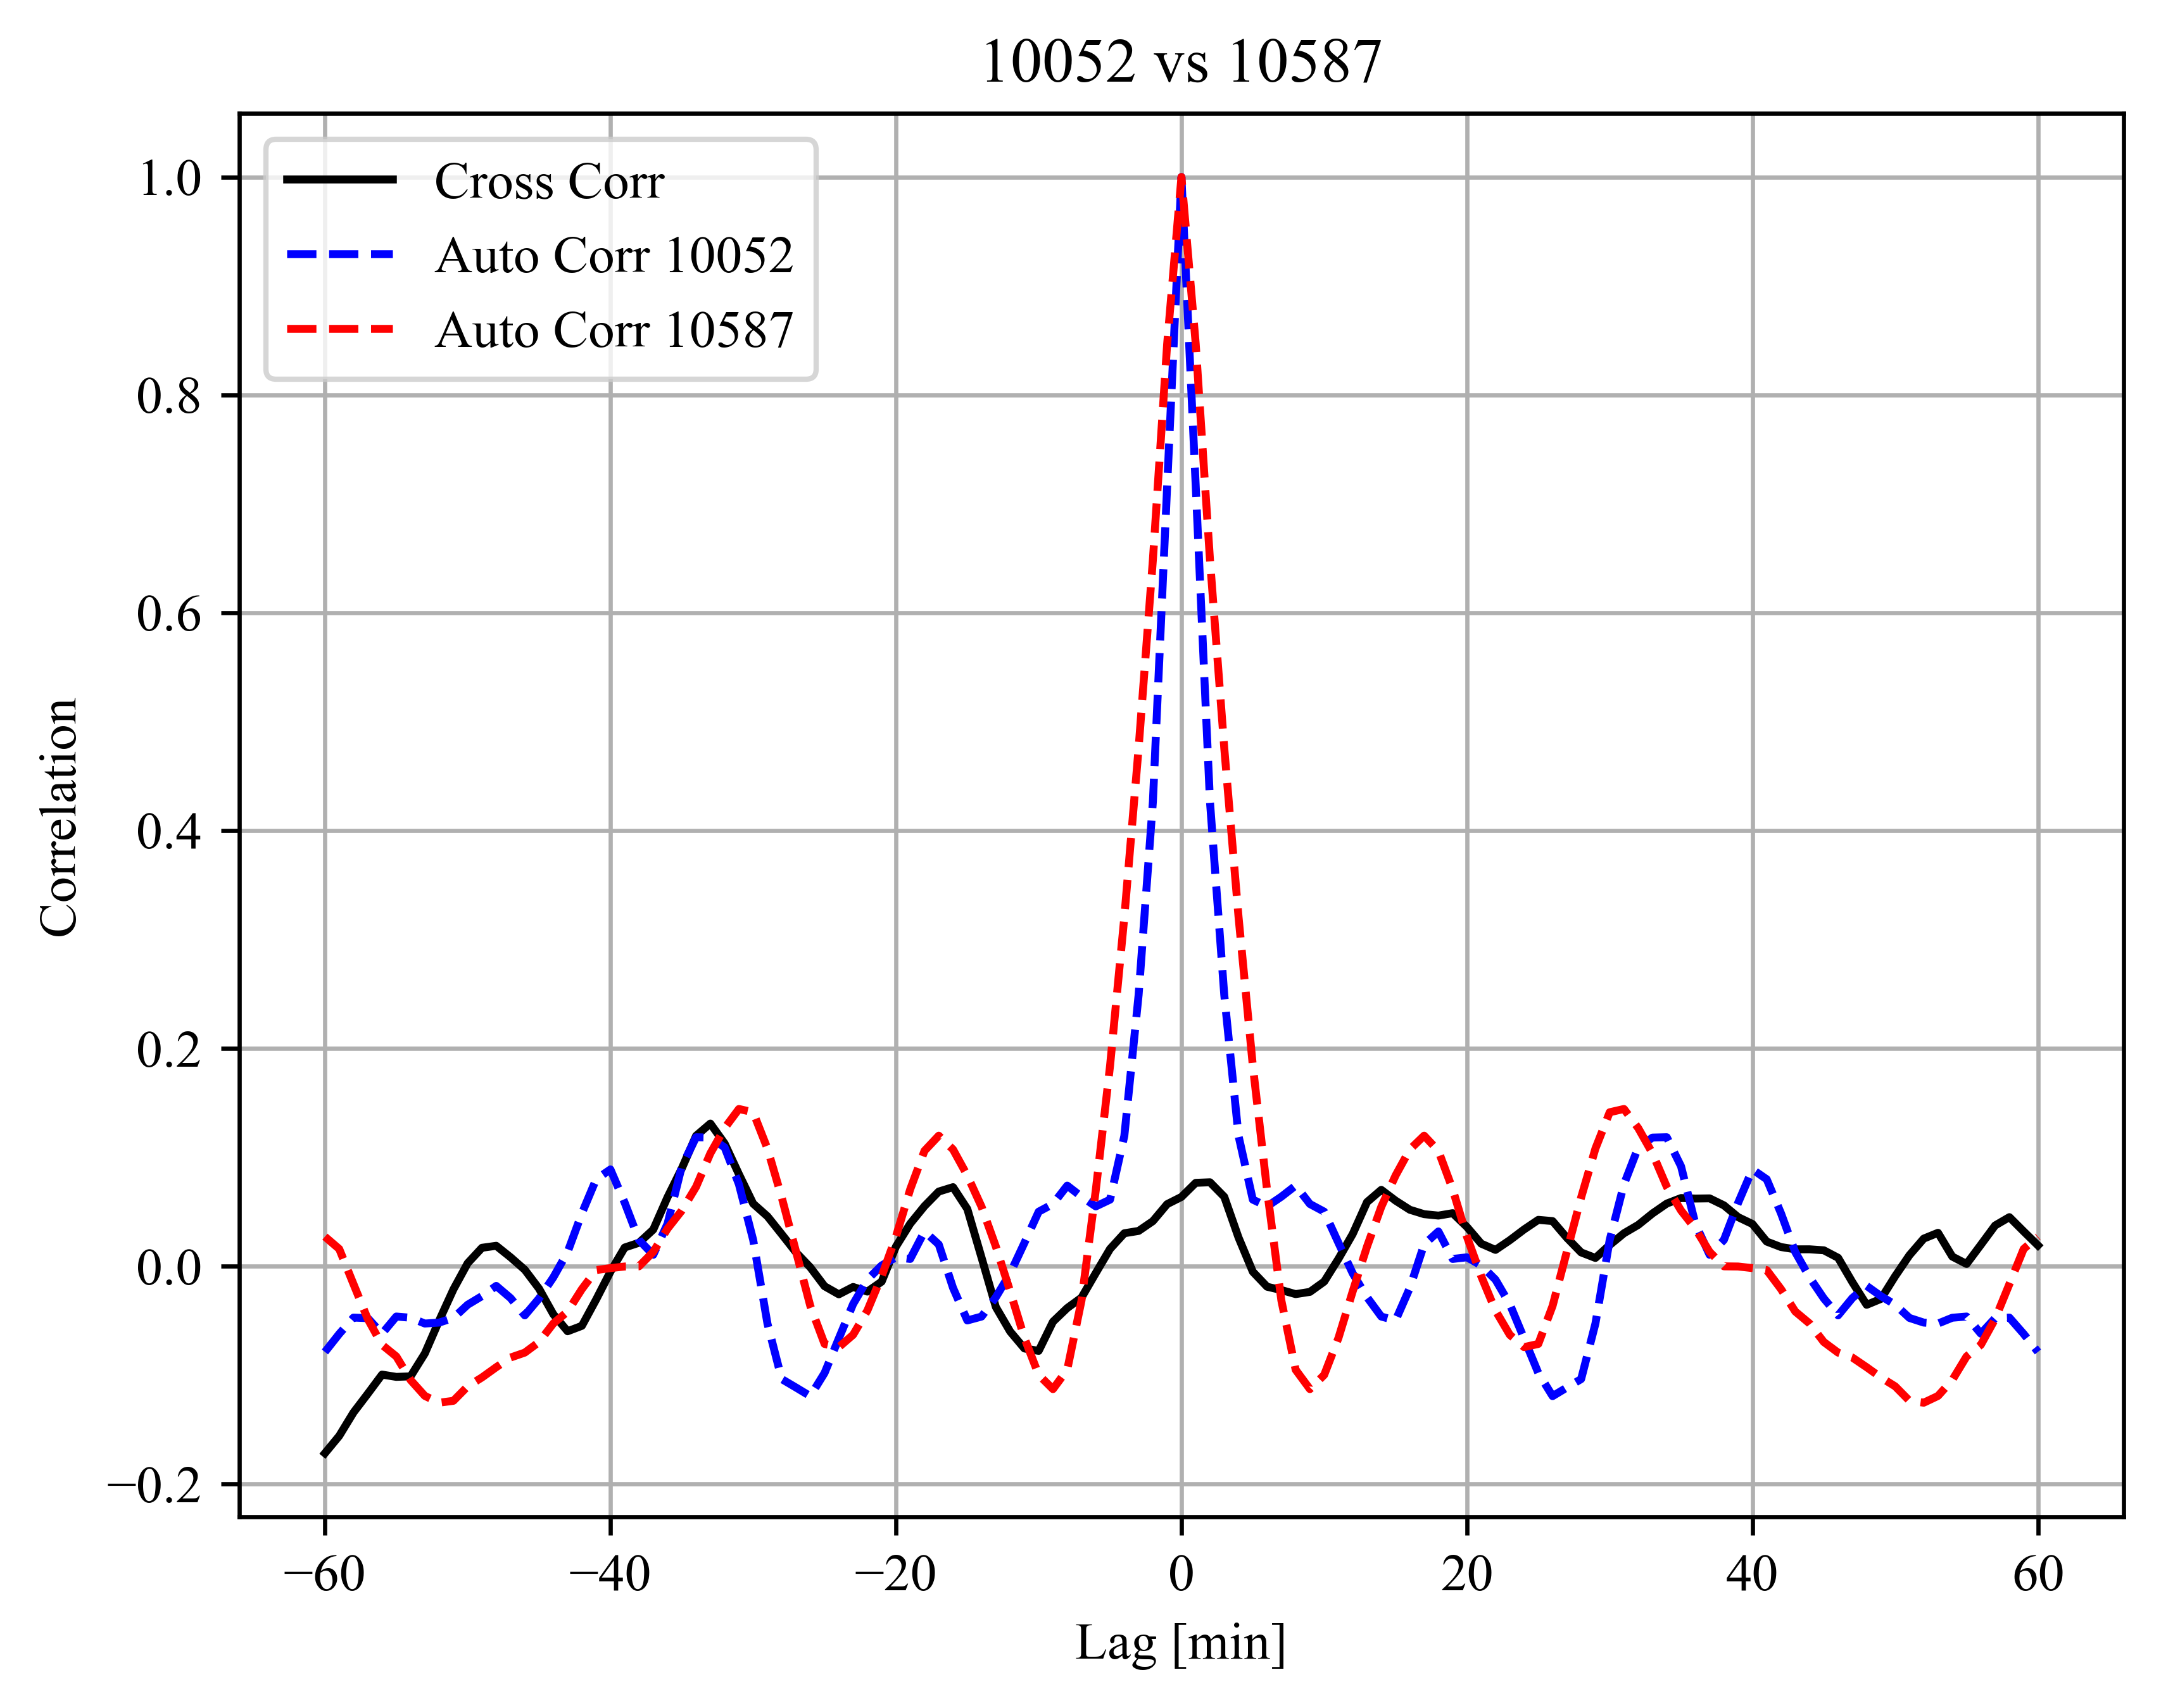 10052 vs 10587
Cross Corr
Auto Corr 10052
Auto Corr 10587
1.0
0.8
0.6
0.4
0.2
0.0
−0.2
Correlation
−60 −40 −20 0 20 40 60
Lag [min]